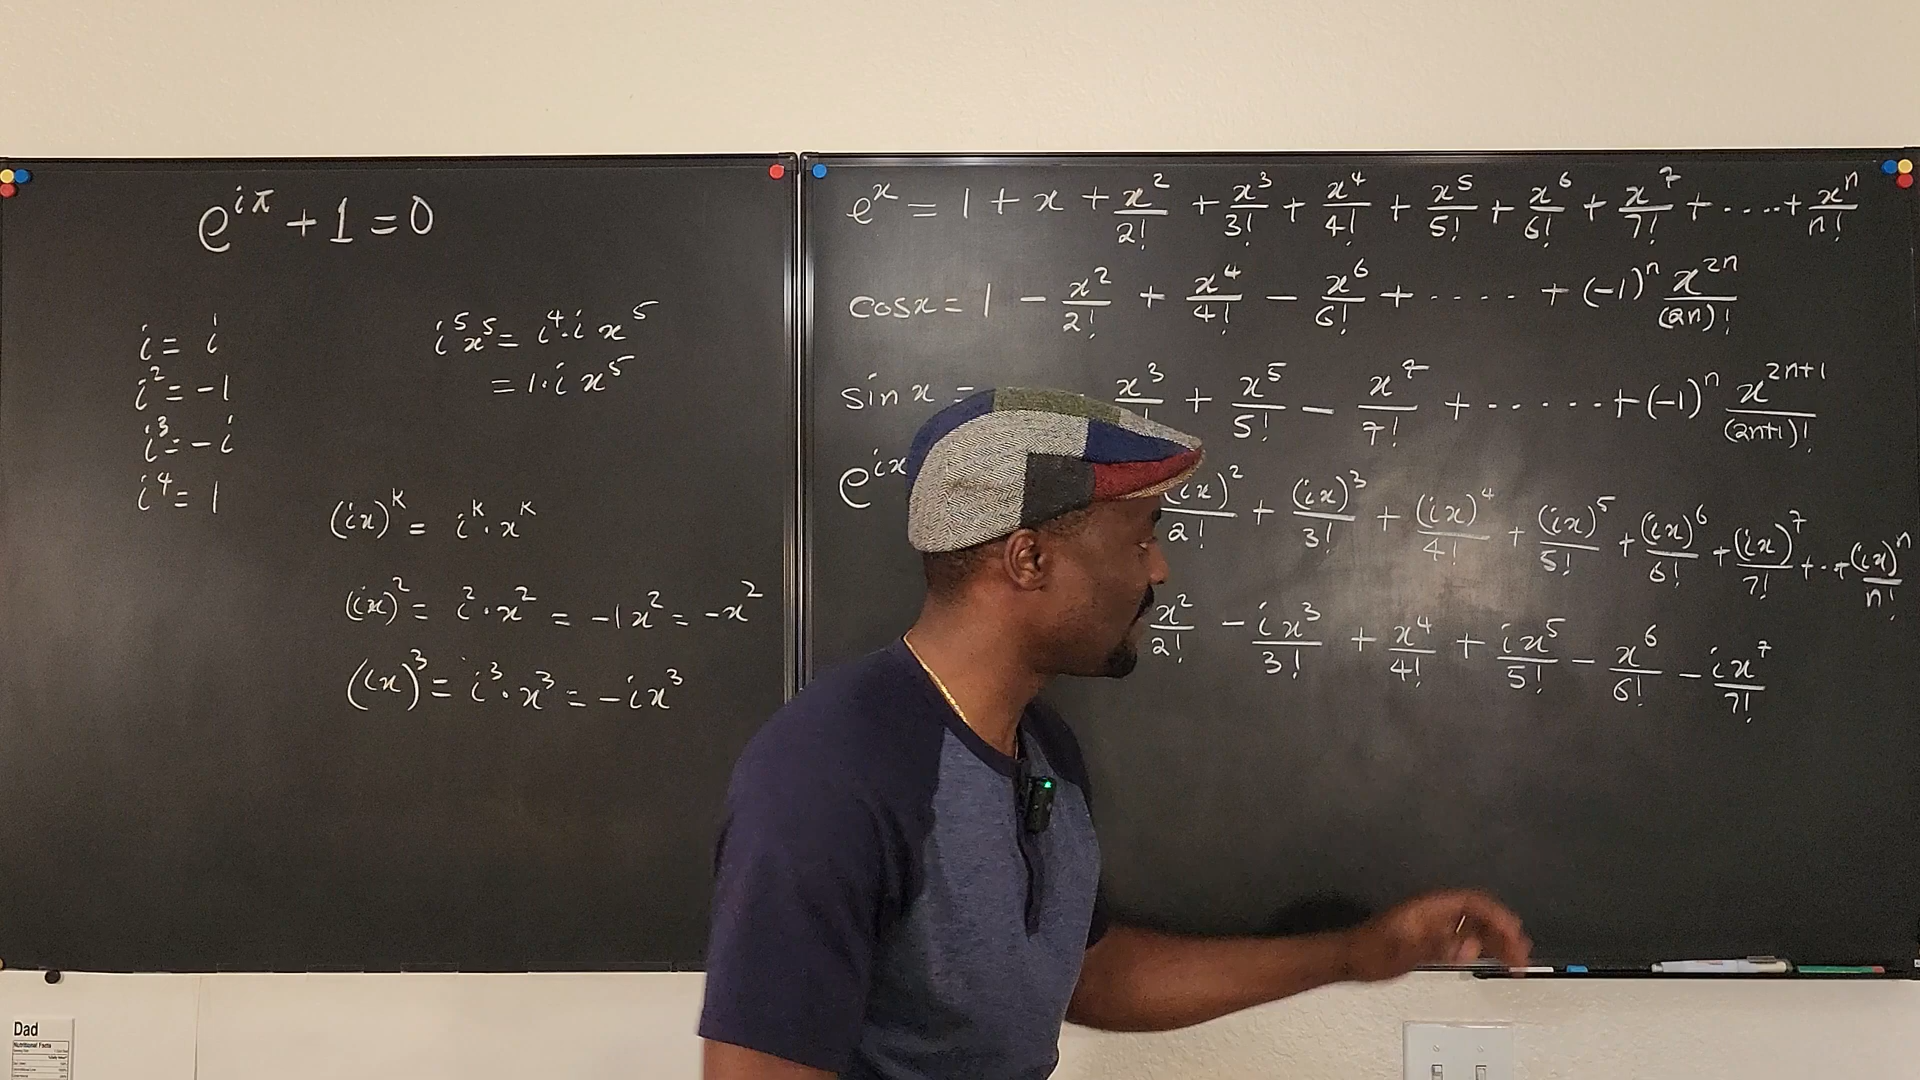 e^{iπ} + 1 = 0
i = i
i² = -1
i³ = -i
i⁴ = 1
i⁵x⁵ = i⁴·i x⁵
= 1·i x⁵
(ix)^k = i^k · x^k
(ix)² = i² · x² = -1x² = -x²
(ix)³ = i³ · x³ = -ix³
e^x = 1 + x + x²/2! + x³/3! + x⁴/4! + x⁵/5! + x⁶/6! + x⁷/7! + ....+ x^n/n!
cosx = 1 - x²/2! + x⁴/4! - x⁶/6! + ..... + (-1)^n x^{2n}/(2n)!
sin x = x³/ ! + x⁵/5! - x⁷/7! + ...... + (-1)^n x^{2n+1}/(2n+1)!
e^{ix} (ix)²/2! + (ix)³/3! + (ix)⁴/4! + (ix)⁵/5! + (ix)⁶/6! + (ix)⁷/7! + ..+ (ix)^n/n!
x²/2! - ix³/3! + x⁴/4! + ix⁵/5! - x⁶/6! - ix⁷/7!
Dad
Nutritional Facts